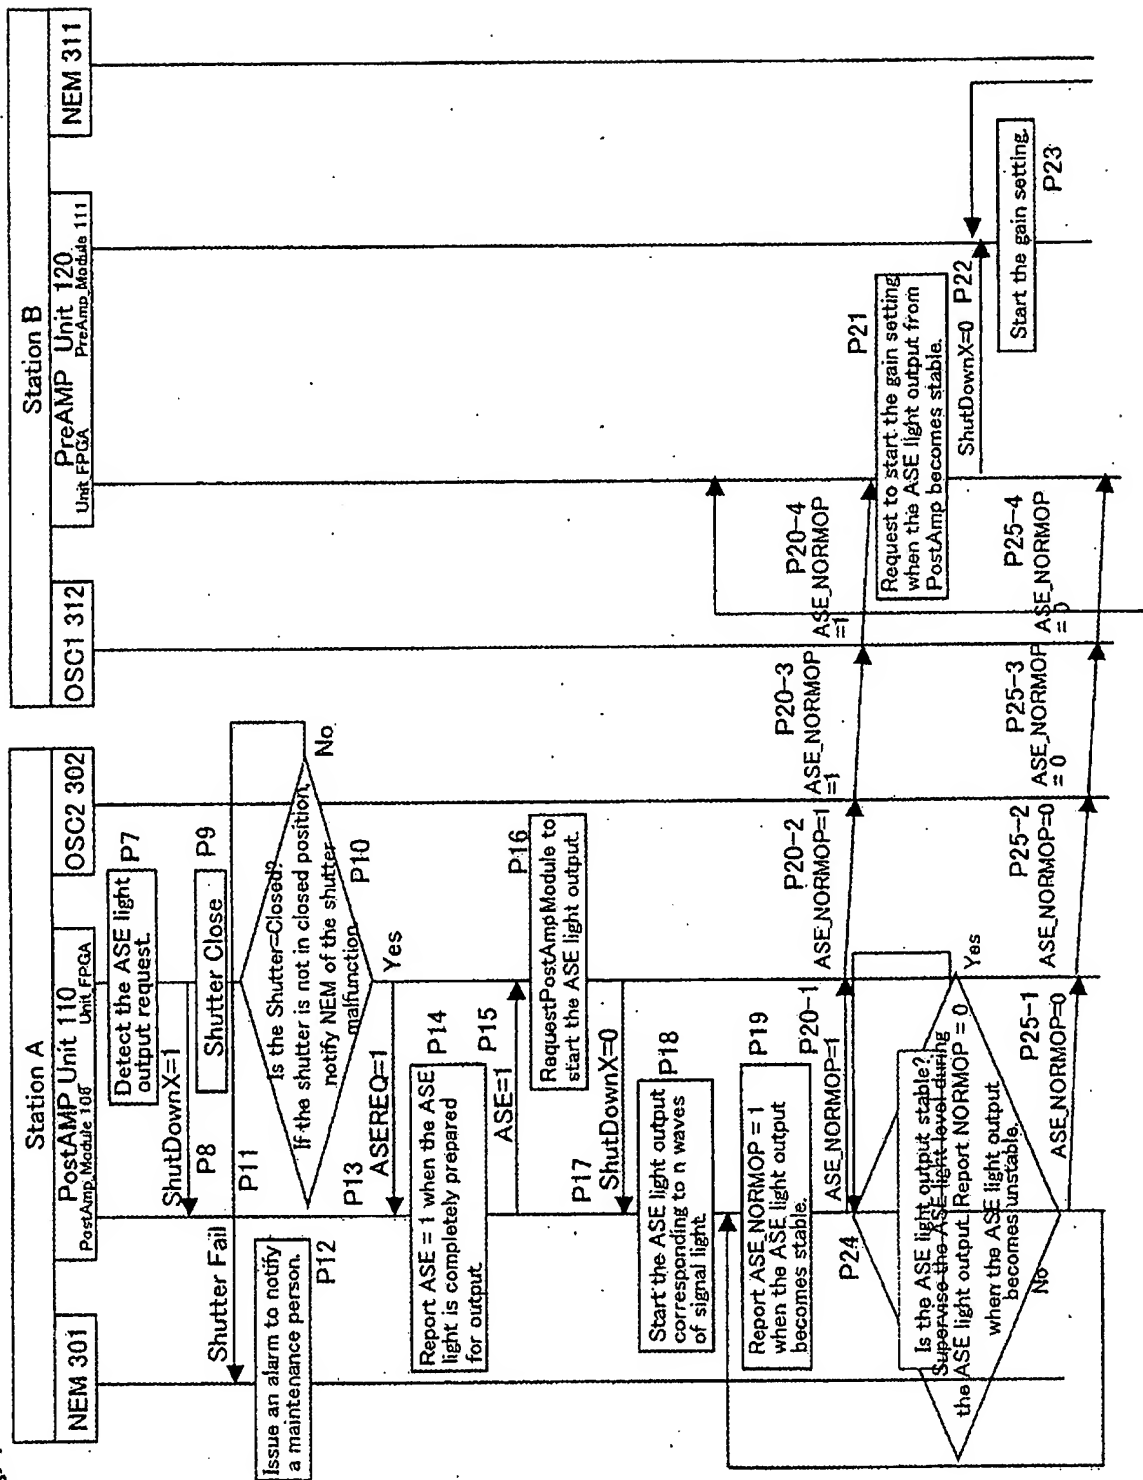 Station A
NEM 301
PostAMP Unit 110
PostAmp_Module 108
Unit_FPGA
OSC2 302
Station B
OSC1 312
PreAMP Unit 120
Unit_FPGA
PreAmp_Module 111
NEM 311
Detect the ASE light
output request.
P7
ShutDownX=1
P8
Shutter Close
P9
Shutter Fail
P11
Is the Shutter=Closed?
If the shutter is not in closed position,
notify NEM of the shutter
malfunction.
P10
No
Yes
Issue an alarm to notify
a maintenance person.
P12
P13
ASEREQ=1
Report ASE = 1 when the ASE
light is completely prepared
for output.
P14
P15
ASE=1
P16
RequestPostAmpModule to
start the ASE light output.
P17
ShutDownX=0
Start the ASE light output
corresponding to n waves
of signal light.
P18
Report ASE_NORMOP = 1
when the ASE light output
becomes stable.
P19
P20-1
ASE_NORMOP=1
P20-2
ASE_NORMOP=1
P20-3
ASE_NORMOP
=1
P20-4
ASE_NORMOP
=1
P21
Request to start the gain setting
when the ASE light output from
PostAmp becomes stable.
ShutDownX=0
P22
Start the gain setting.
P23
P24
Is the ASE light output stable?
Supervise the ASE light level during
the ASE light output. Report NORMOP = 0
when the ASE light output
becomes unstable.
Yes
No
P25-1
ASE_NORMOP=0
P25-2
ASE_NORMOP=0
P25-3
ASE_NORMOP
= 0
P25-4
ASE_NORMOP
= 0